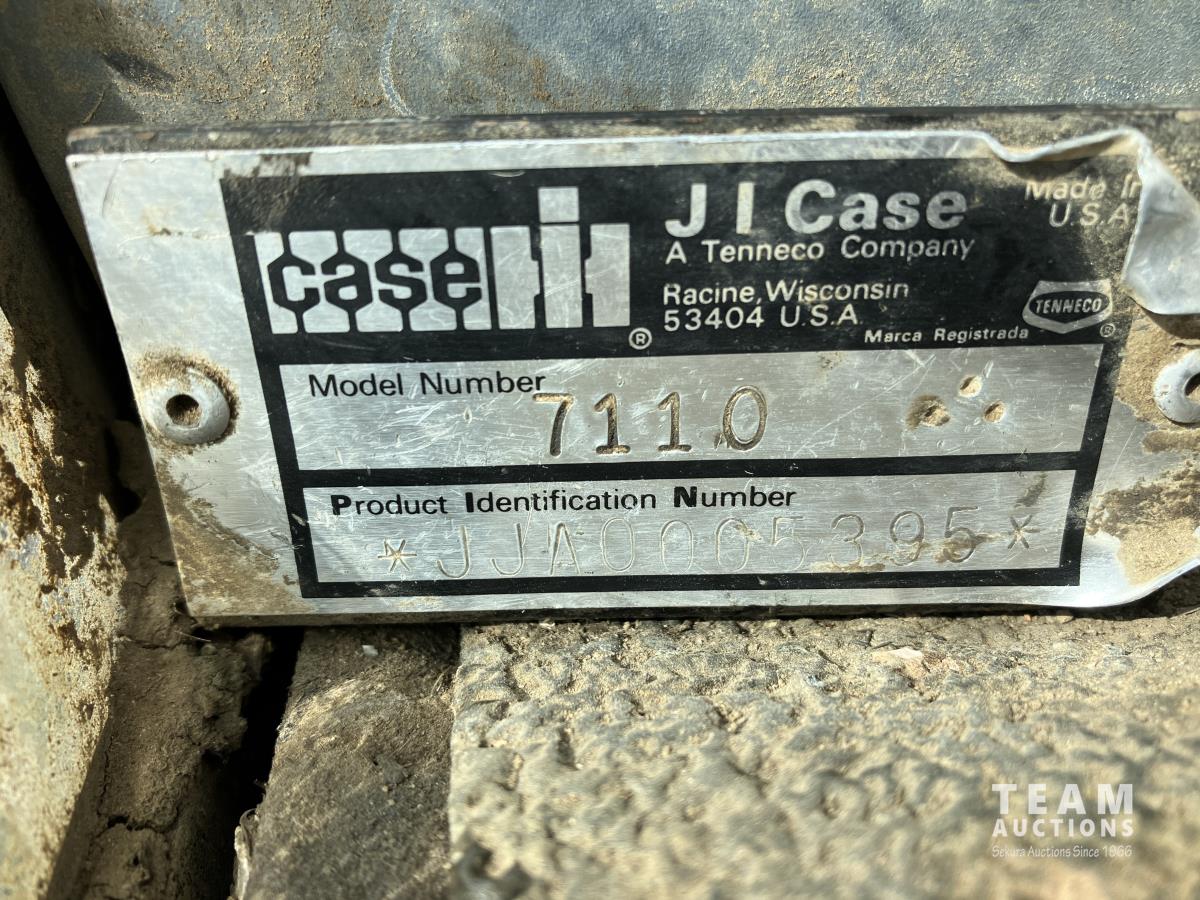 case IH ®
J I Case
A Tenneco Company
Racine, Wisconsin
53404 U.S.A
Made In
U.S.A
TENNECO ®
Marca Registrada
Model Number
7110
Product Identification Number
*JJA0005395*
TEAM
AUCTIONS
Sekura Auctions Since 1966